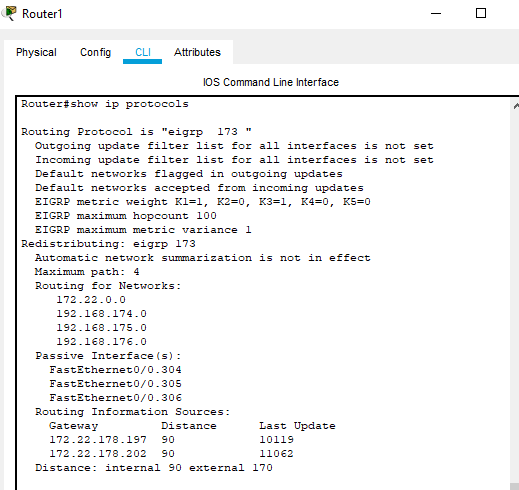 Router1
Physical Config CLI Attributes
IOS Command Line Interface
Router#show ip protocols
Routing Protocol is "eigrp  173 "
  Outgoing update filter list for all interfaces is not set
  Incoming update filter list for all interfaces is not set
  Default networks flagged in outgoing updates
  Default networks accepted from incoming updates
  EIGRP metric weight K1=1, K2=0, K3=1, K4=0, K5=0
  EIGRP maximum hopcount 100
  EIGRP maximum metric variance 1
Redistributing: eigrp 173
  Automatic network summarization is not in effect
  Maximum path: 4
  Routing for Networks:
     172.22.0.0
     192.168.174.0
     192.168.175.0
     192.168.176.0
  Passive Interface(s):
    FastEthernet0/0.304
    FastEthernet0/0.305
    FastEthernet0/0.306
  Routing Information Sources:
    Gateway         Distance      Last Update
    172.22.178.197  90            10119
    172.22.178.202  90            11062
  Distance: internal 90 external 170